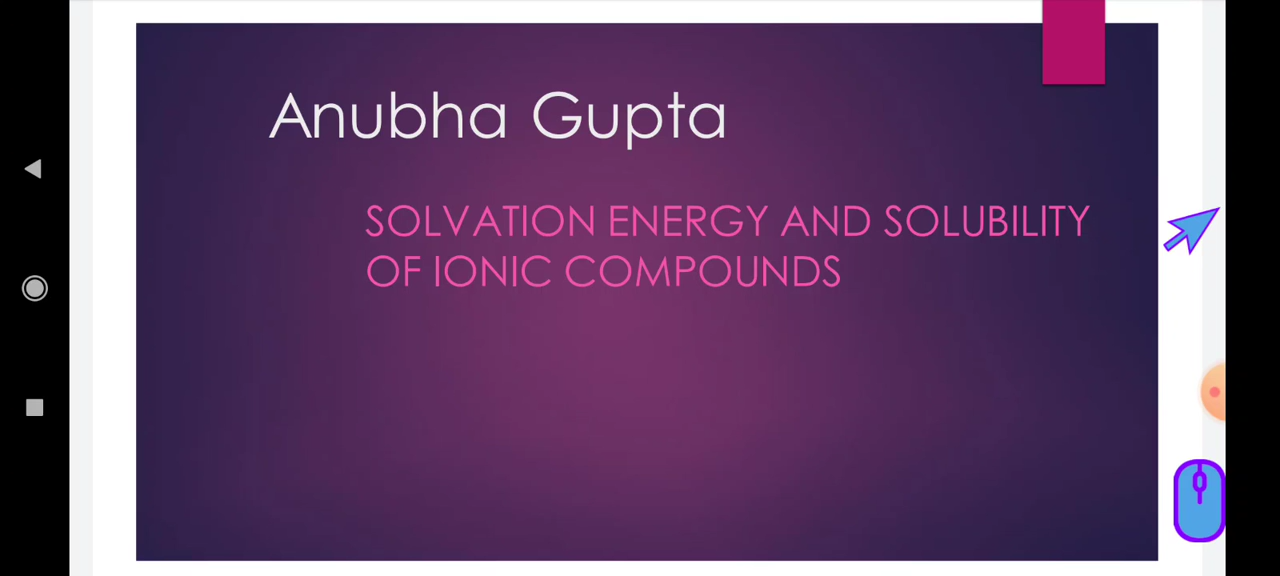 Anubha Gupta
SOLVATION ENERGY AND SOLUBILITY
OF IONIC COMPOUNDS